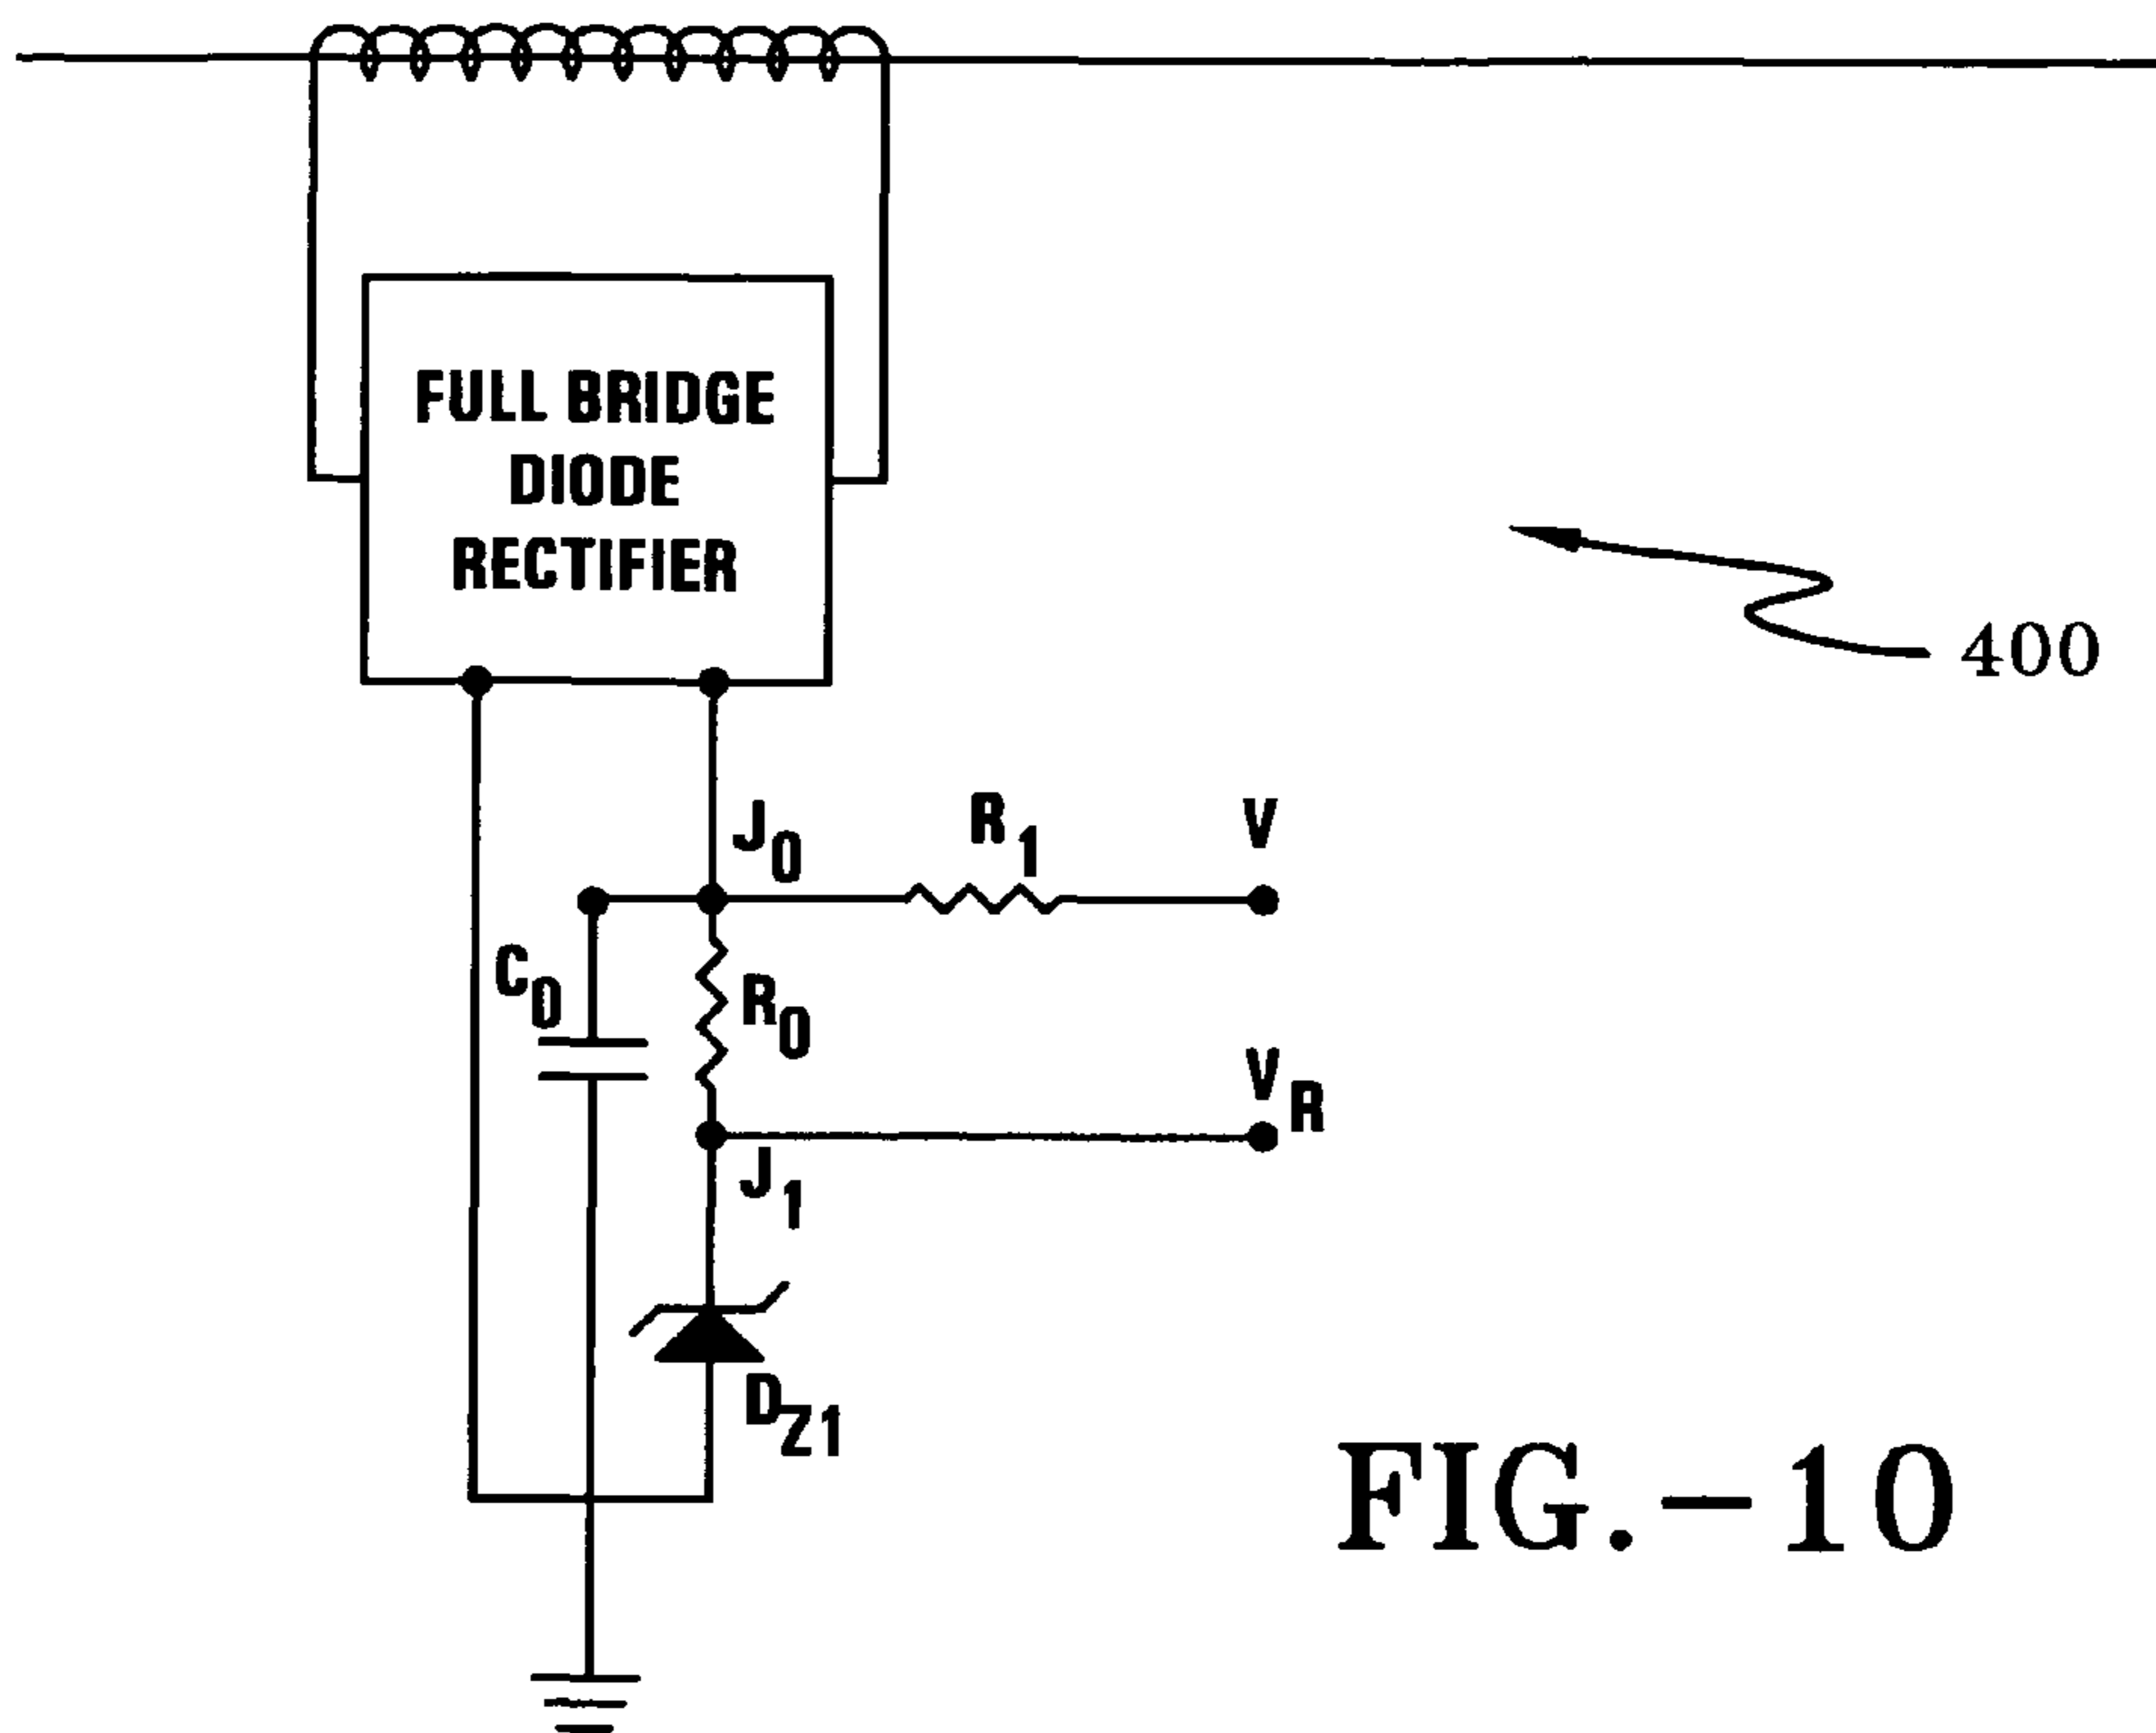 FULL BRIDGE
DIODE
RECTIFIER
400
J0
R1
V
C0
R0
VR
J1
DZ1
FIG.-10